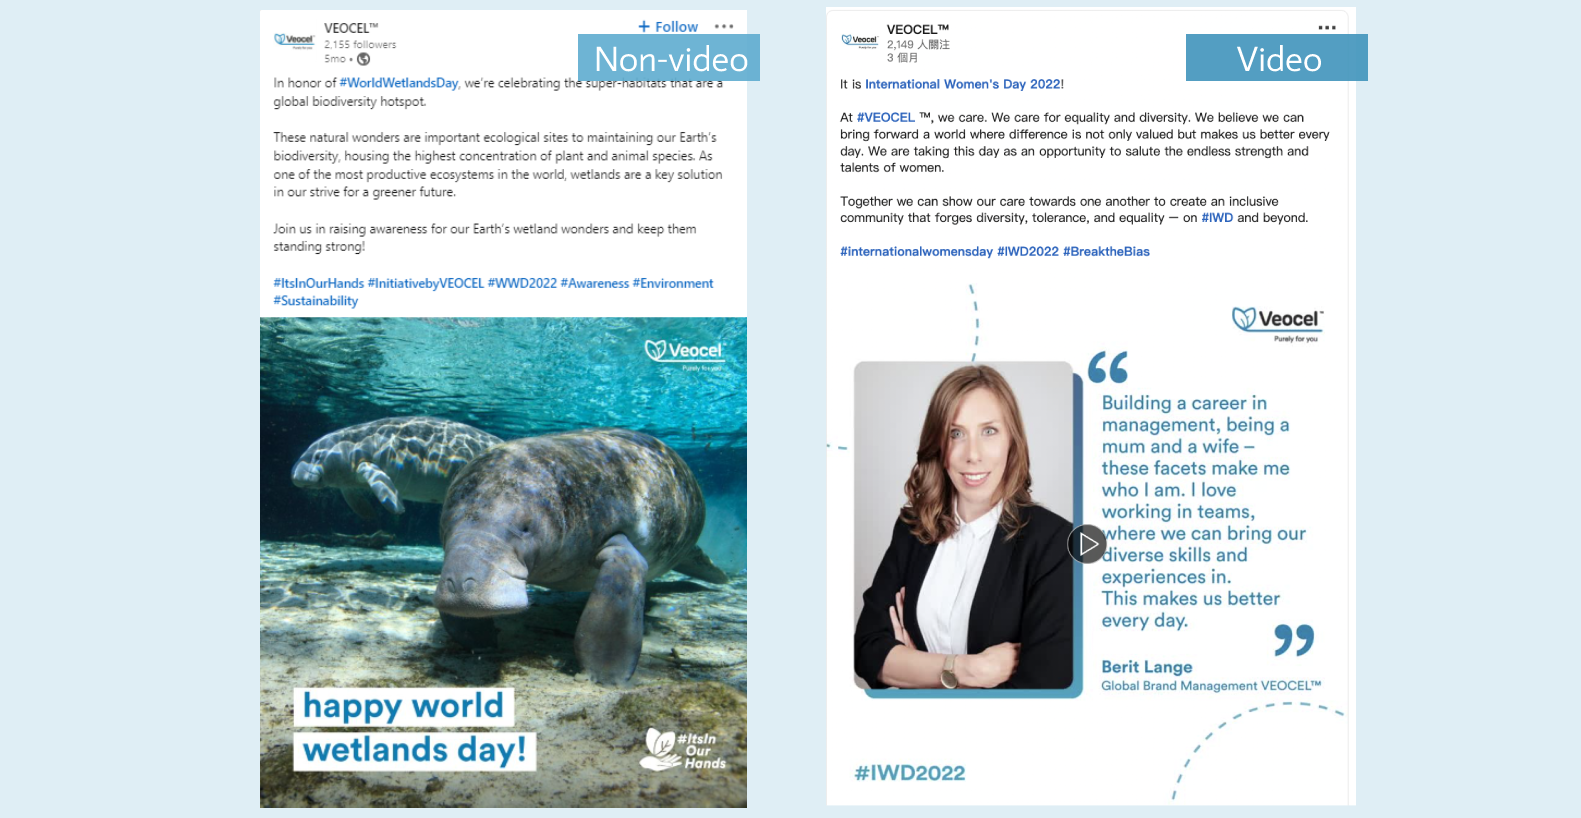 VEOCEL™
2,155 followers
5mo •
+ Follow
Non-video
In honor of #WorldWetlandsDay, we're celebrating the super-habitats that are a
global biodiversity hotspot.
These natural wonders are important ecological sites to maintaining our Earth's
biodiversity, housing the highest concentration of plant and animal species. As
one of the most productive ecosystems in the world, wetlands are a key solution
in our strive for a greener future.
Join us in raising awareness for our Earth's wetland wonders and keep them
standing strong!
#ItsInOurHands #InitiativebyVEOCEL #WWD2022 #Awareness #Environment
#Sustainability
Veocel™
Purely for you
happy world
wetlands day!
#ItsIn
Our
Hands
Veocel
Purely for you
VEOCEL™
2,149 人關注
3 個月
Video
It is International Women's Day 2022!
At #VEOCEL ™, we care. We care for equality and diversity. We believe we can
bring forward a world where difference is not only valued but makes us better every
day. We are taking this day as an opportunity to salute the endless strength and
talents of women.
Together we can show our care towards one another to create an inclusive
community that forges diversity, tolerance, and equality – on #IWD and beyond.
#internationalwomensday #IWD2022 #BreaktheBias
Veocel™
Purely for you
“
Building a career in
management, being a
mum and a wife –
these facets make me
who I am. I love
working in teams,
where we can bring our
diverse skills and
experiences in.
This makes us better
every day.
”
Berit Lange
Global Brand Management VEOCEL™
#IWD2022